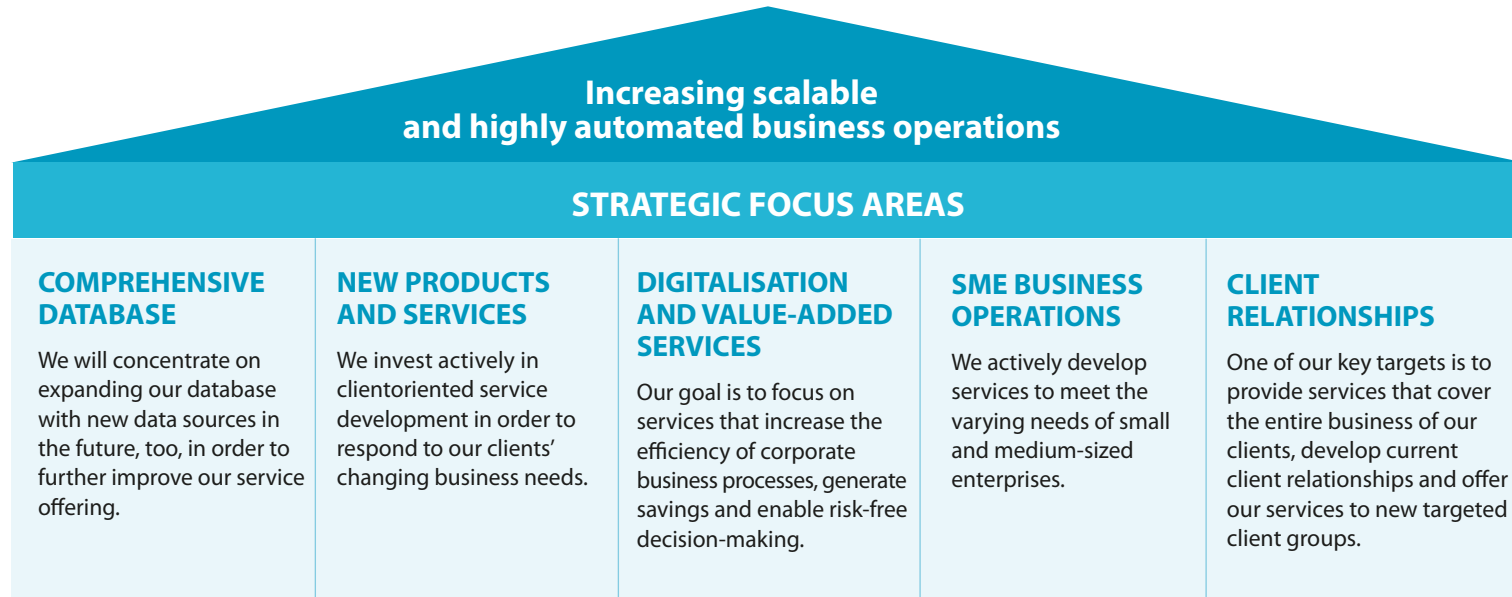 Increasing scalable
and highly automated business operations
STRATEGIC FOCUS AREAS
COMPREHENSIVE
DATABASE
We will concentrate on
expanding our database
with new data sources in
the future, too, in order to
further improve our service
offering.
NEW PRODUCTS
AND SERVICES
We invest actively in
clientoriented service
development in order to
respond to our clients’
changing business needs.
DIGITALISATION
AND VALUE-ADDED
SERVICES
Our goal is to focus on
services that increase the
efficiency of corporate
business processes, generate
savings and enable risk-free
decision-making.
SME BUSINESS
OPERATIONS
We actively develop
services to meet the
varying needs of small
and medium-sized
enterprises.
CLIENT
RELATIONSHIPS
One of our key targets is to
provide services that cover
the entire business of our
clients, develop current
client relationships and offer
our services to new targeted
client groups.